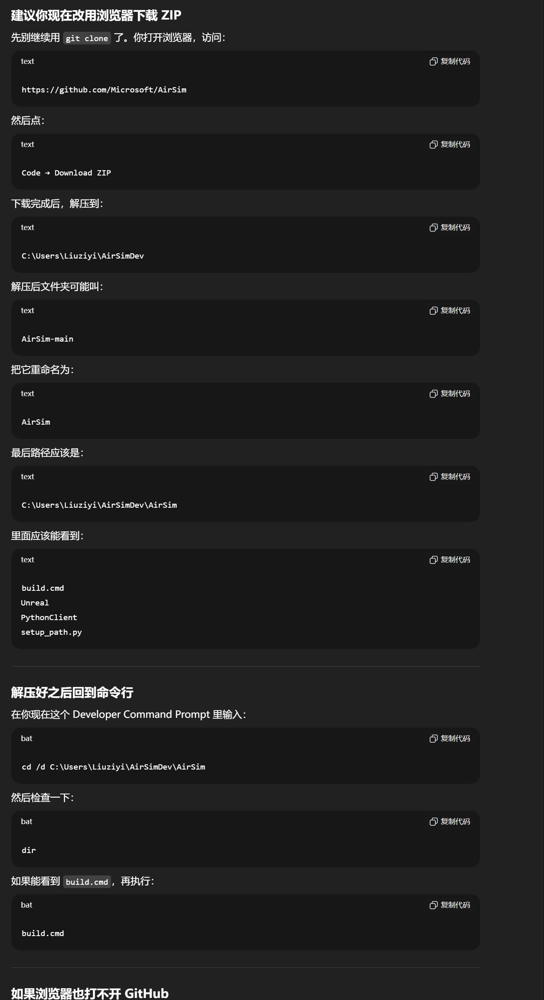 建议你现在改用浏览器下载 ZIP
先别继续用 git clone 了。你打开浏览器，访问：
text 复制代码
https://github.com/Microsoft/AirSim
然后点：
text 复制代码
Code → Download ZIP
下载完成后，解压到：
text 复制代码
C:\Users\Liuziyi\AirSimDev
解压后文件夹可能叫：
text 复制代码
AirSim-main
把它重命名为：
text 复制代码
AirSim
最后路径应该是：
text 复制代码
C:\Users\Liuziyi\AirSimDev\AirSim
里面应该能看到：
text 复制代码
build.cmd
Unreal
PythonClient
setup_path.py
解压好之后回到命令行
在你现在这个 Developer Command Prompt 里输入：
bat 复制代码
cd /d C:\Users\Liuziyi\AirSimDev\AirSim
然后检查一下：
bat 复制代码
dir
如果能看到 build.cmd，再执行：
bat 复制代码
build.cmd
如果浏览器也打不开 GitHub